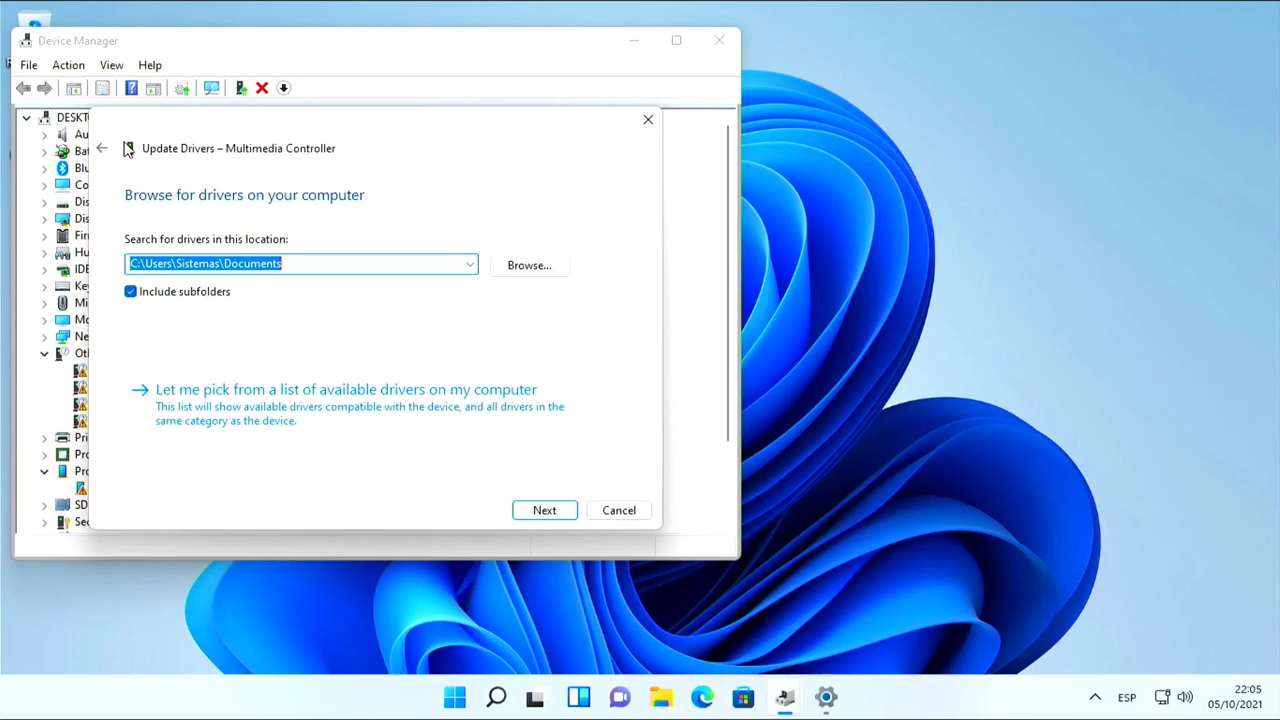 Device Manager
File Action View Help
Update Drivers – Multimedia Controller
Browse for drivers on your computer
Search for drivers in this location:
C:\Users\Sistemas\Documents
Browse...
Include subfolders
Let me pick from a list of available drivers on my computer
This list will show available drivers compatible with the device, and all drivers in the
same category as the device.
Next Cancel
ESP
22:05
05/10/2021